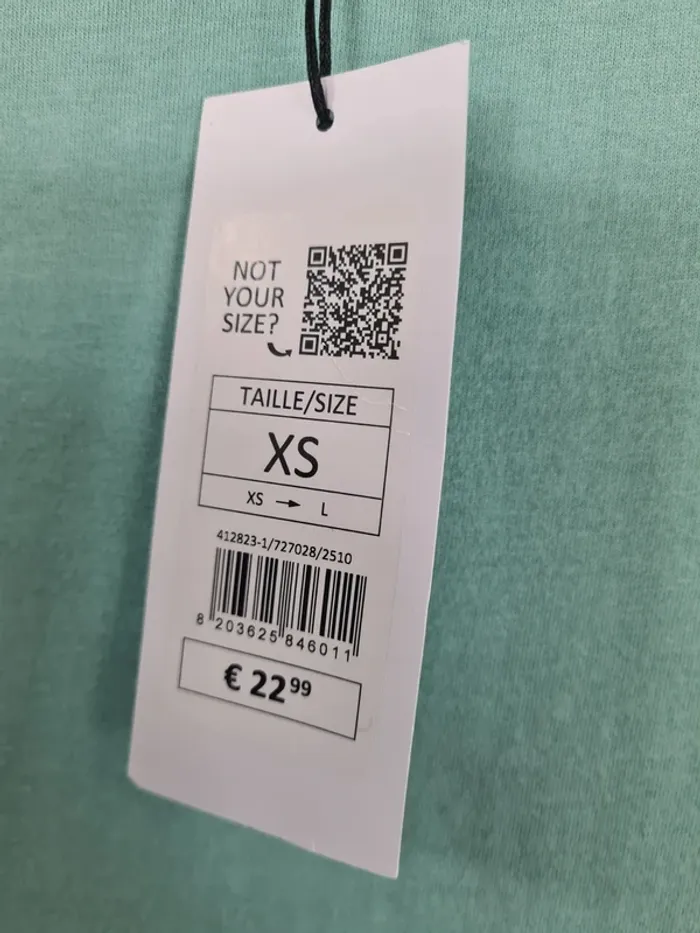 NOT
YOUR
SIZE?
TAILLE/SIZE
XS
XS → L
412823-1/727028/2510
8 203625 846011
€ 22⁹⁹